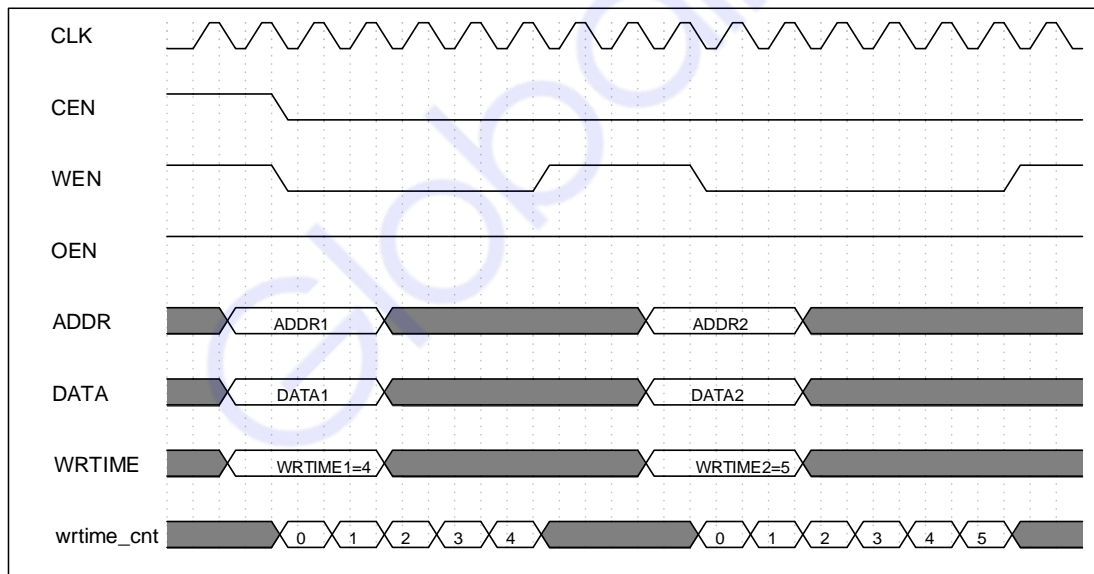 CLK
CEN
WEN
OEN
ADDR ADDR1 ADDR2
DATA DATA1 DATA2
WRTIME WRTIME1=4 WRTIME2=5
wrtime_cnt 0 1 2 3 4 0 1 2 3 4 5